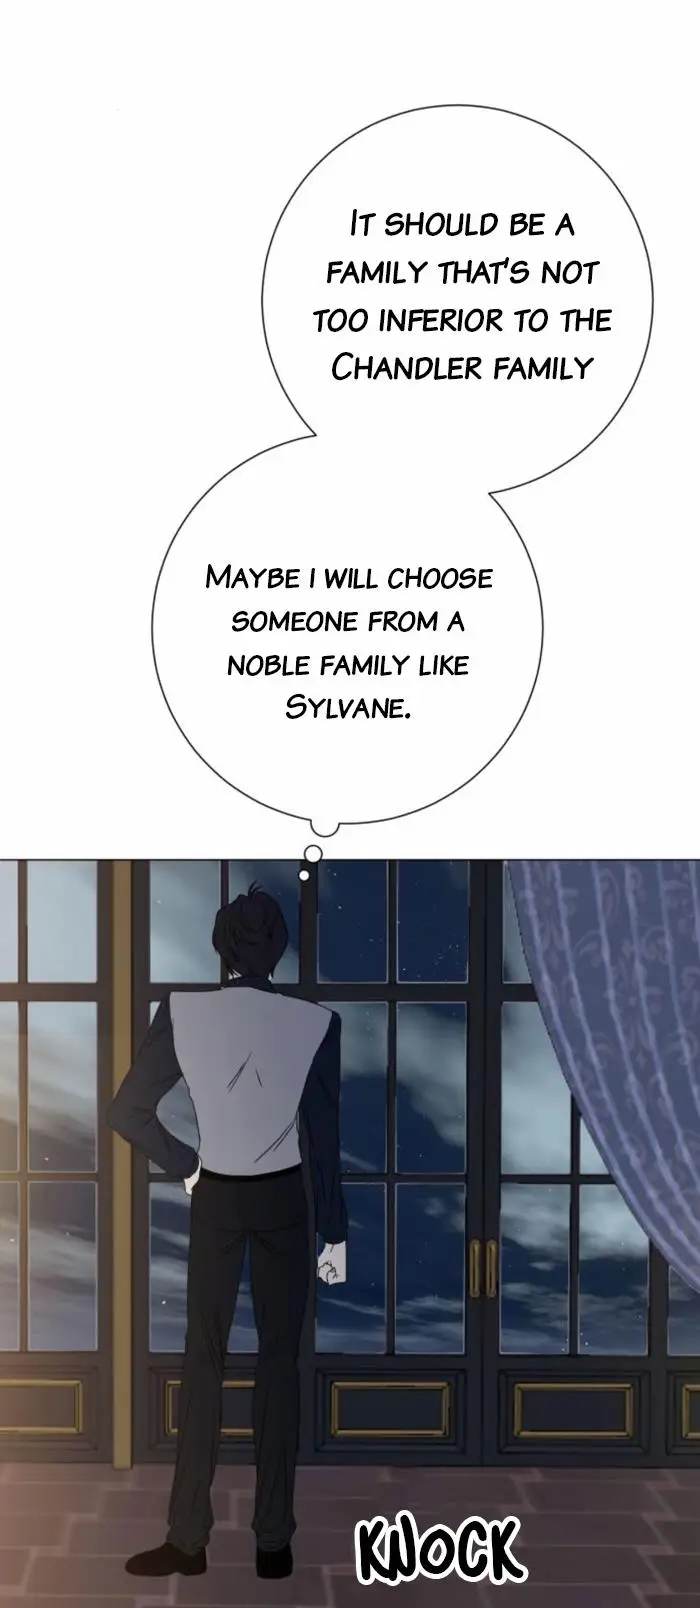 IT SHOULD BE A
FAMILY THAT'S NOT
TOO INFERIOR TO THE
CHANDLER FAMILY
MAYBE I WILL CHOOSE
SOMEONE FROM A
NOBLE FAMILY LIKE
SYLVANE.
KNOCK